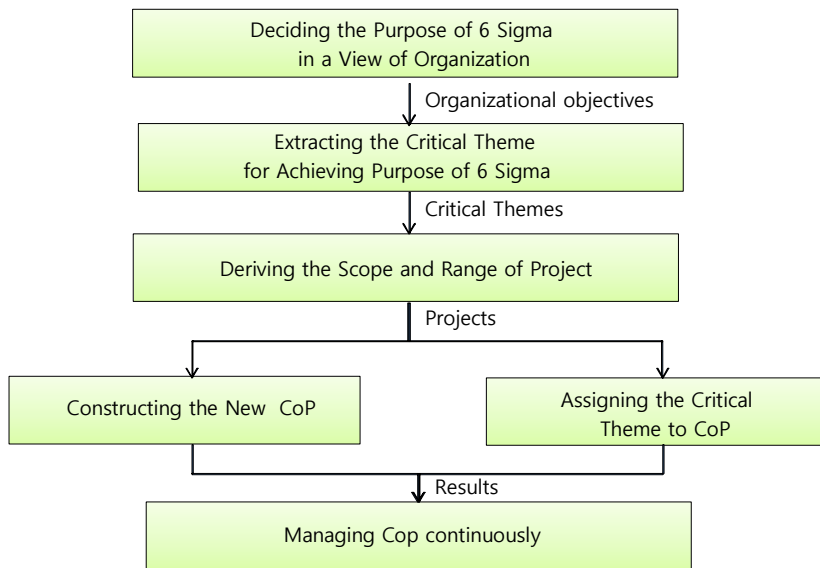 Deciding the Purpose of 6 Sigma
in a View of Organization
Organizational objectives
Extracting the Critical Theme
for Achieving Purpose of 6 Sigma
Critical Themes
Deriving the Scope and Range of Project
Projects
Constructing the New CoP
Assigning the Critical
Theme to CoP
Results
Managing Cop continuously